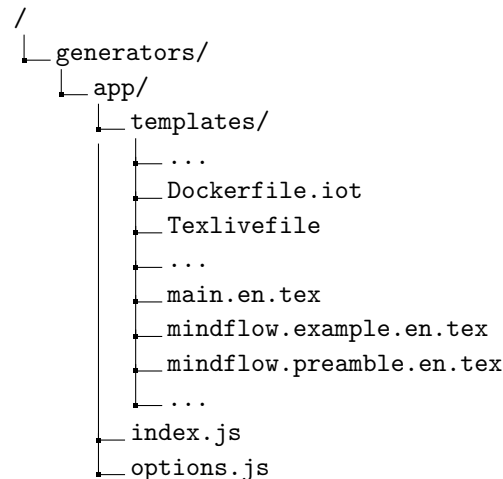 /
generators/
app/
templates/
...
Dockerfile.iot
Texlivefile
...
main.en.tex
mindflow.example.en.tex
mindflow.preamble.en.tex
...
index.js
options.js